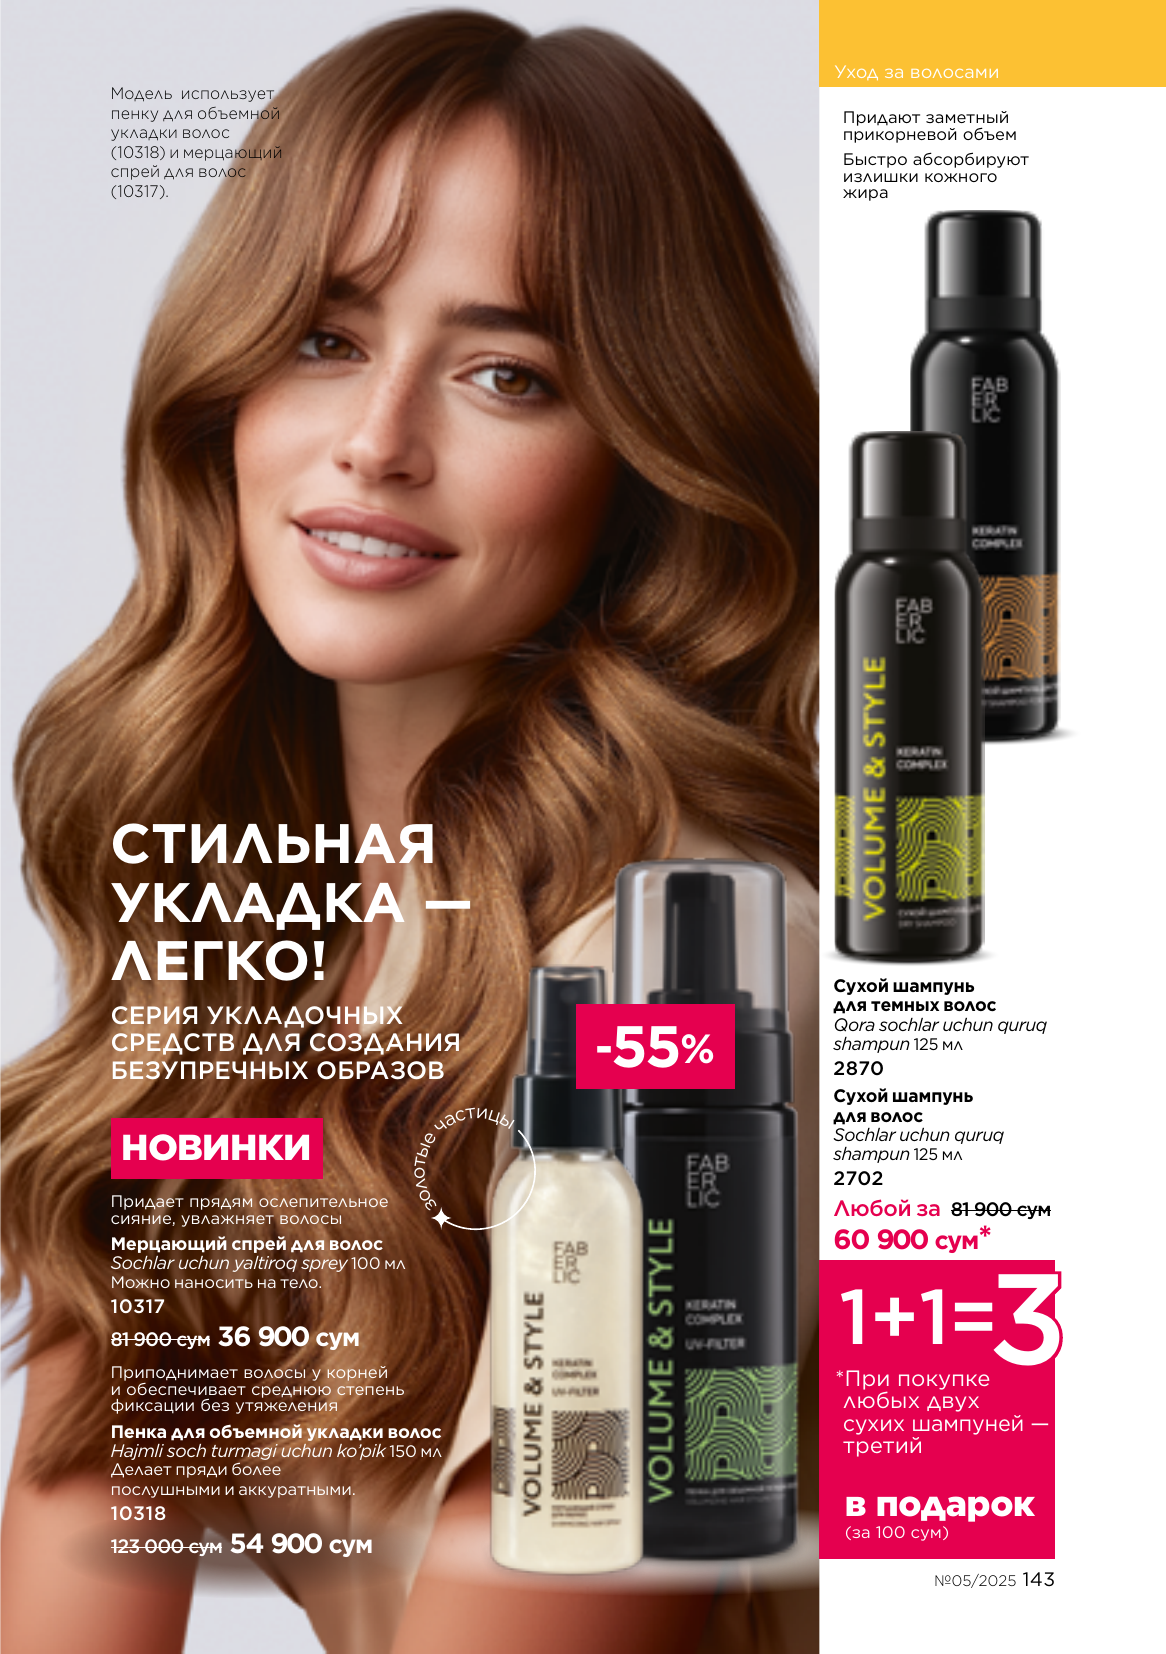 Уход за волосами
Модель использует
пенку для объемной
укладки волос
(10318) и мерцающий
спрей для волос
(10317).
Придают заметный
прикорневой объем
Быстро абсорбируют
излишки кожного
жира
FAB
ER
LIC
KERATIN
COMPLEX
FAB
ER
LIC
VOLUME & STYLE
KERATIN
COMPLEX
СУХОЙ ШАМПУНЬ
DRY SHAMPOO
СТИЛЬНАЯ
УКЛАДКА —
ЛЕГКО!
СЕРИЯ УКЛАДОЧНЫХ
СРЕДСТВ ДЛЯ СОЗДАНИЯ
БЕЗУПРЕЧНЫХ ОБРАЗОВ
-55%
НОВИНКИ
золотые частицы
Придает прядям ослепительное
сияние, увлажняет волосы
Мерцающий спрей для волос
Sochlar uchun yaltiroq sprey 100 мл
Можно наносить на тело.
10317
81 900 сум 36 900 сум
Приподнимает волосы у корней
и обеспечивает среднюю степень
фиксации без утяжеления
Пенка для объемной укладки волос
Hajmli soch turmagi uchun ko'pik 150 мл
Делает пряди более
послушными и аккуратными.
10318
123 000 сум 54 900 сум
FAB
ER
LIC
VOLUME & STYLE
KERATIN
COMPLEX
UV-FILTER
FAB
ER
LIC
VOLUME & STYLE
KERATIN
COMPLEX
UV-FILTER
Сухой шампунь
для темных волос
Qora sochlar uchun quruq
shampun 125 мл
2870
Сухой шампунь
для волос
Sochlar uchun quruq
shampun 125 мл
2702
Любой за 81 900 сум
60 900 сум*
1+1=3
*При покупке
любых двух
сухих шампуней —
третий
в подарок
(за 100 сум)
№05/2025 143